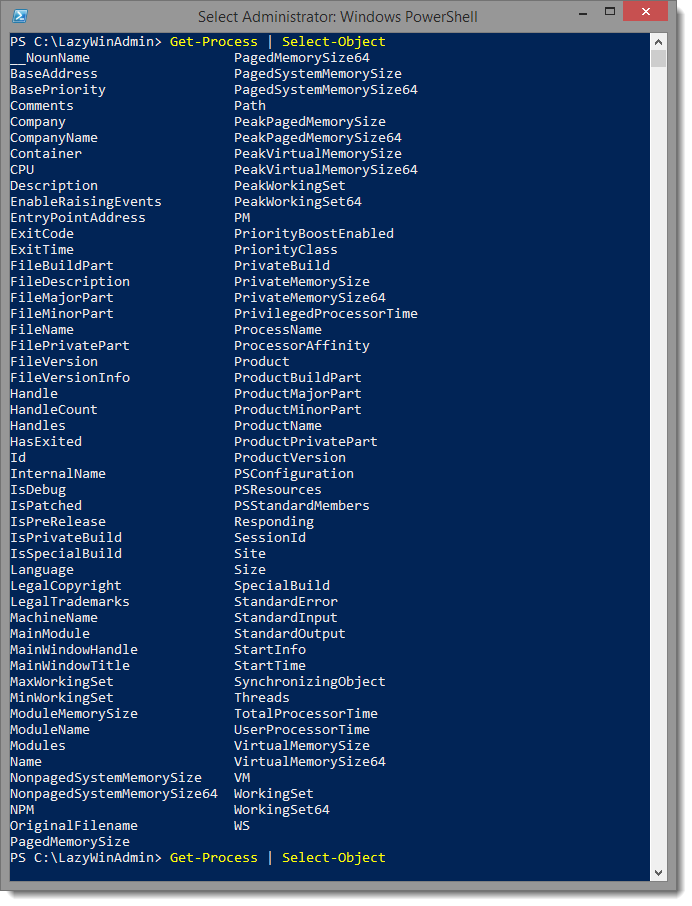 Select Administrator: Windows PowerShell
PS C:\LazyWinAdmin> Get-Process | Select-Object
__NounName PagedMemorySize64
BaseAddress PagedSystemMemorySize
BasePriority PagedSystemMemorySize64
Comments Path
Company PeakPagedMemorySize
CompanyName PeakPagedMemorySize64
Container PeakVirtualMemorySize
CPU PeakVirtualMemorySize64
Description PeakWorkingSet
EnableRaisingEvents PeakWorkingSet64
EntryPointAddress PM
ExitCode PriorityBoostEnabled
ExitTime PriorityClass
FileBuildPart PrivateBuild
FileDescription PrivateMemorySize
FileMajorPart PrivateMemorySize64
FileMinorPart PrivilegedProcessorTime
FileName ProcessName
FilePrivatePart ProcessorAffinity
FileVersion Product
FileVersionInfo ProductBuildPart
Handle ProductMajorPart
HandleCount ProductMinorPart
Handles ProductName
HasExited ProductPrivatePart
Id ProductVersion
InternalName PSConfiguration
IsDebug PSResources
IsPatched PSStandardMembers
IsPreRelease Responding
IsPrivateBuild SessionId
IsSpecialBuild Site
Language Size
LegalCopyright SpecialBuild
LegalTrademarks StandardError
MachineName StandardInput
MainModule StandardOutput
MainWindowHandle StartInfo
MainWindowTitle StartTime
MaxWorkingSet SynchronizingObject
MinWorkingSet Threads
ModuleMemorySize TotalProcessorTime
ModuleName UserProcessorTime
Modules VirtualMemorySize
Name VirtualMemorySize64
NonpagedSystemMemorySize VM
NonpagedSystemMemorySize64 WorkingSet
NPM WorkingSet64
OriginalFilename WS
PagedMemorySize
PS C:\LazyWinAdmin> Get-Process | Select-Object